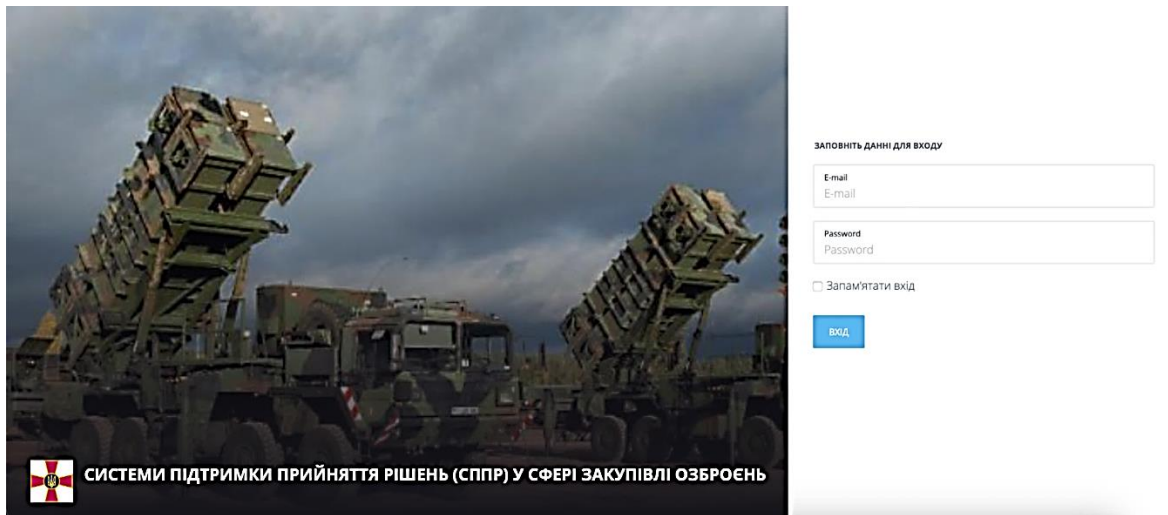 СИСТЕМИ ПІДТРИМКИ ПРИЙНЯТТЯ РІШЕНЬ (СППР) У СФЕРІ ЗАКУПІВЛІ ОЗБРОЄНЬ
ЗАПОВНІТЬ ДАННІ ДЛЯ ВХОДУ
E-mail
E-mail
Password
Password
Запам'ятати вхід
ВХІД